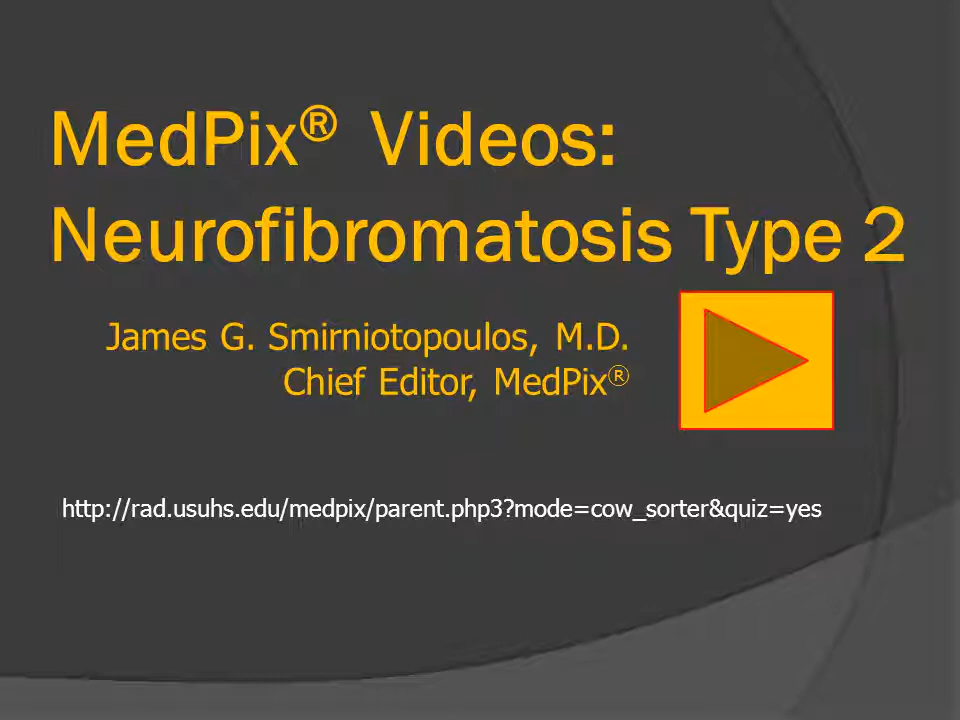 MedPix® Videos:
Neurofibromatosis Type 2
James G. Smirniotopoulos, M.D.
Chief Editor, MedPix®
http://rad.usuhs.edu/medpix/parent.php3?mode=cow_sorter&quiz=yes